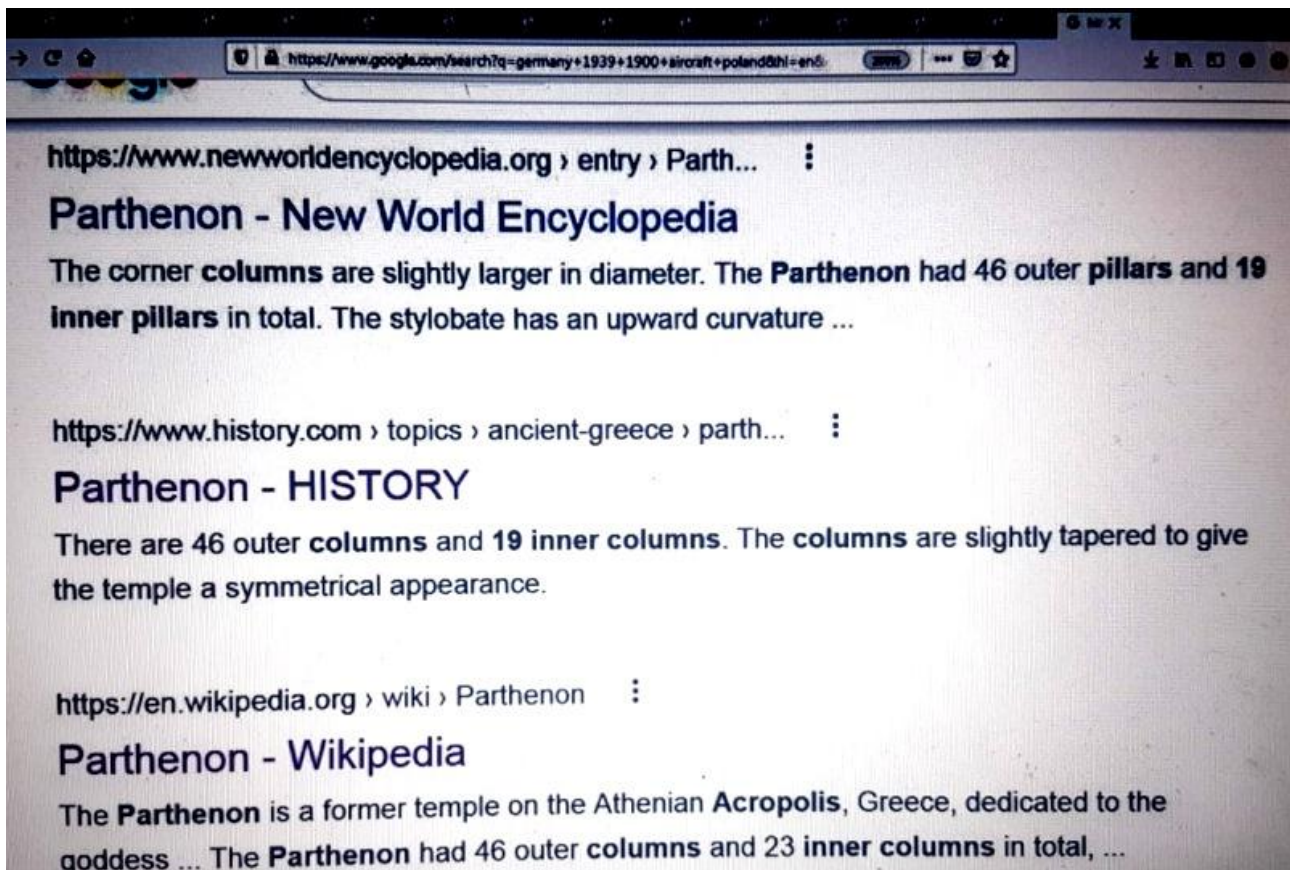 https://www.google.com/search?q=germany+1939+1900+aircraft+poland&hl=en&
https://www.newworldencyclopedia.org › entry › Parth...
Parthenon - New World Encyclopedia
The corner columns are slightly larger in diameter. The Parthenon had 46 outer pillars and 19
inner pillars in total. The stylobate has an upward curvature ...
https://www.history.com › topics › ancient-greece › parth...
Parthenon - HISTORY
There are 46 outer columns and 19 inner columns. The columns are slightly tapered to give
the temple a symmetrical appearance.
https://en.wikipedia.org › wiki › Parthenon
Parthenon - Wikipedia
The Parthenon is a former temple on the Athenian Acropolis, Greece, dedicated to the
goddess ... The Parthenon had 46 outer columns and 23 inner columns in total, ...